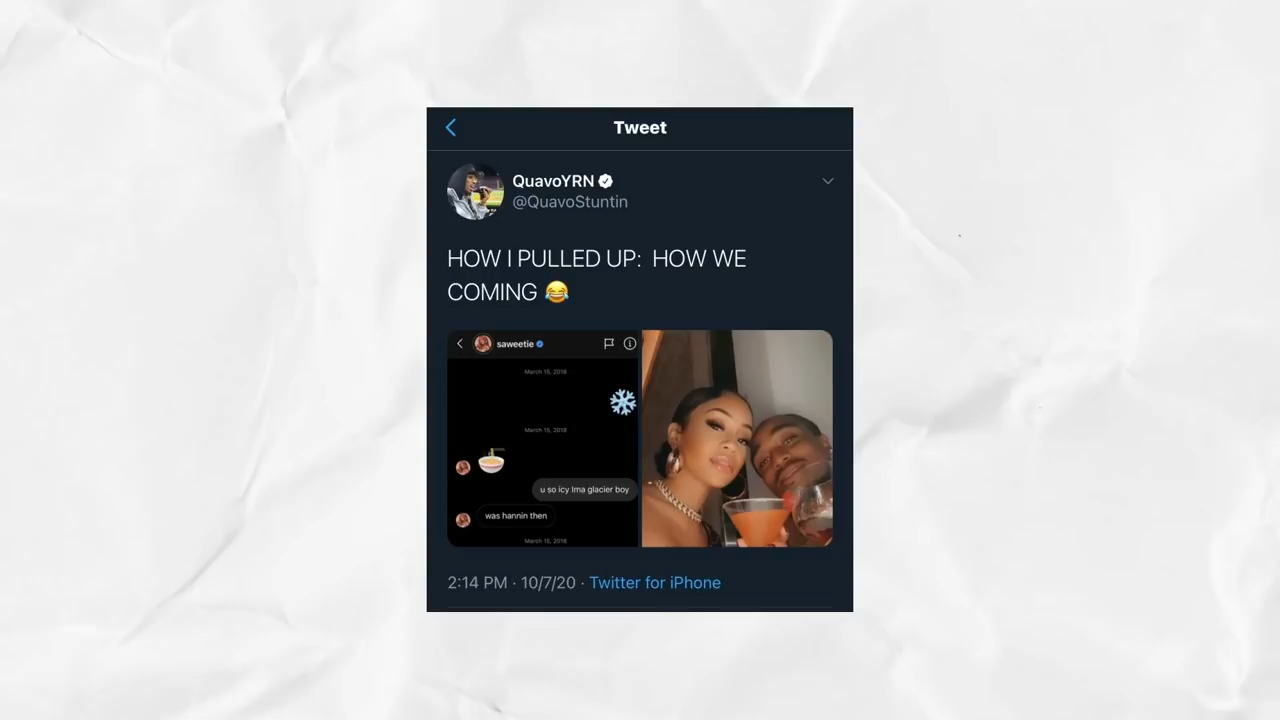 Tweet
QuavoYRN
@QuavoStuntin
HOW I PULLED UP:  HOW WE
COMING 😂
saweetie
March 15, 2018
❄️
March 15, 2018
🍜
u so icy Ima glacier boy
was hannin then
March 15, 2018
2:14 PM · 10/7/20 · Twitter for iPhone